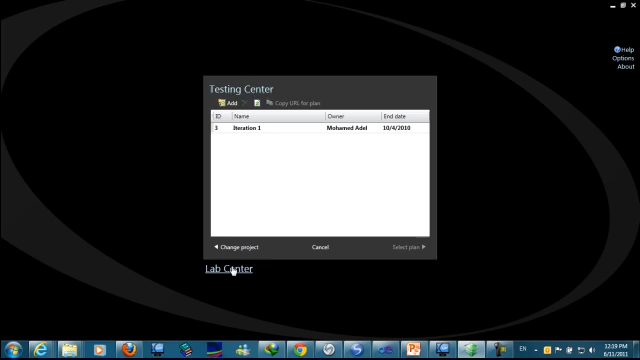 Help
Options
About
Testing Center
Add
Copy URL for plan
ID Name Owner End date
3 Iteration 1 Mohamed Adel 10/4/2010
Change project Cancel Select plan
Lab Center
EN
12:19 PM
6/11/2011